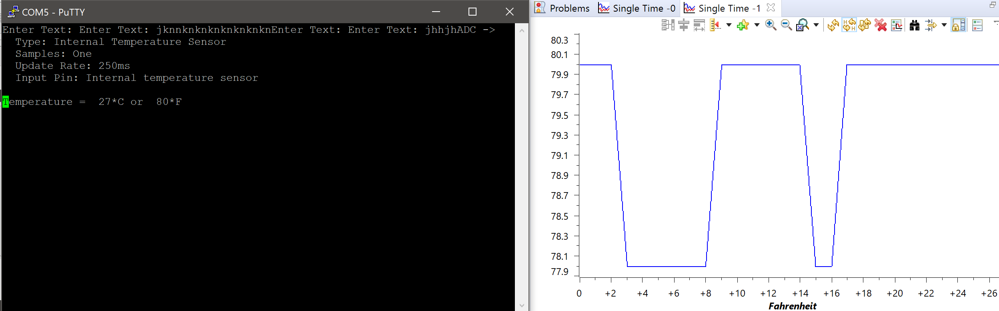 COM5 - PuTTY
Enter Text: Enter Text: jknnknknknknknknknEnter Text: Enter Text: jhhjhADC ->
Type: Internal Temperature Sensor
Samples: One
Update Rate: 250ms
Input Pin: Internal temperature sensor
Temperature =  27*C or  80*F
Problems Single Time -0 Single Time -1
80.3
80.1
79.9
79.7
79.5
79.3
79.1
78.9
78.7
78.5
78.3
78.1
77.9
0 +2 +4 +6 +8 +10 +12 +14 +16 +18 +20 +22 +24 +26
Fahrenheit